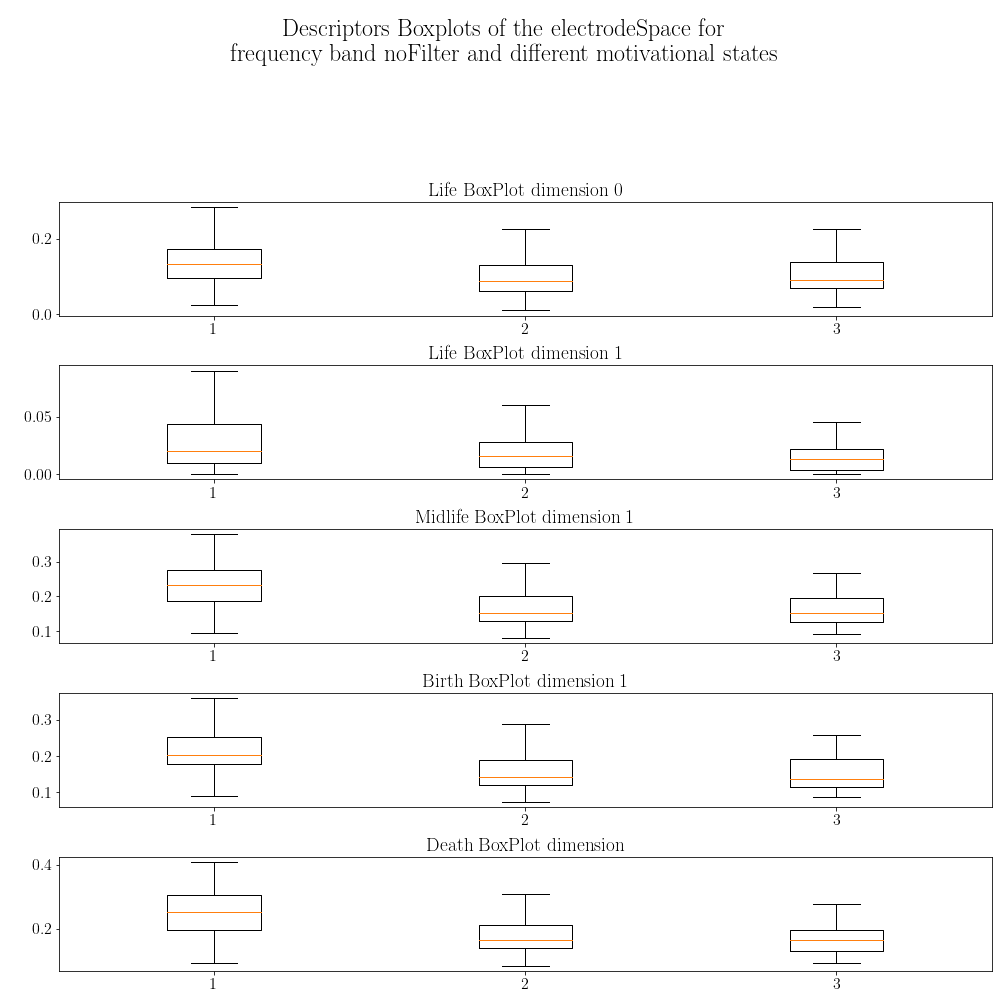 Descriptors Boxplots of the electrodeSpace for
frequency band noFilter and different motivational states
Life BoxPlot dimension 0
0.2
0.0
1 2 3
Life BoxPlot dimension 1
0.05
0.00
1 2 3
Midlife BoxPlot dimension 1
0.3
0.2
0.1
1 2 3
Birth BoxPlot dimension 1
0.3
0.2
0.1
1 2 3
Death BoxPlot dimension
0.4
0.2
1 2 3